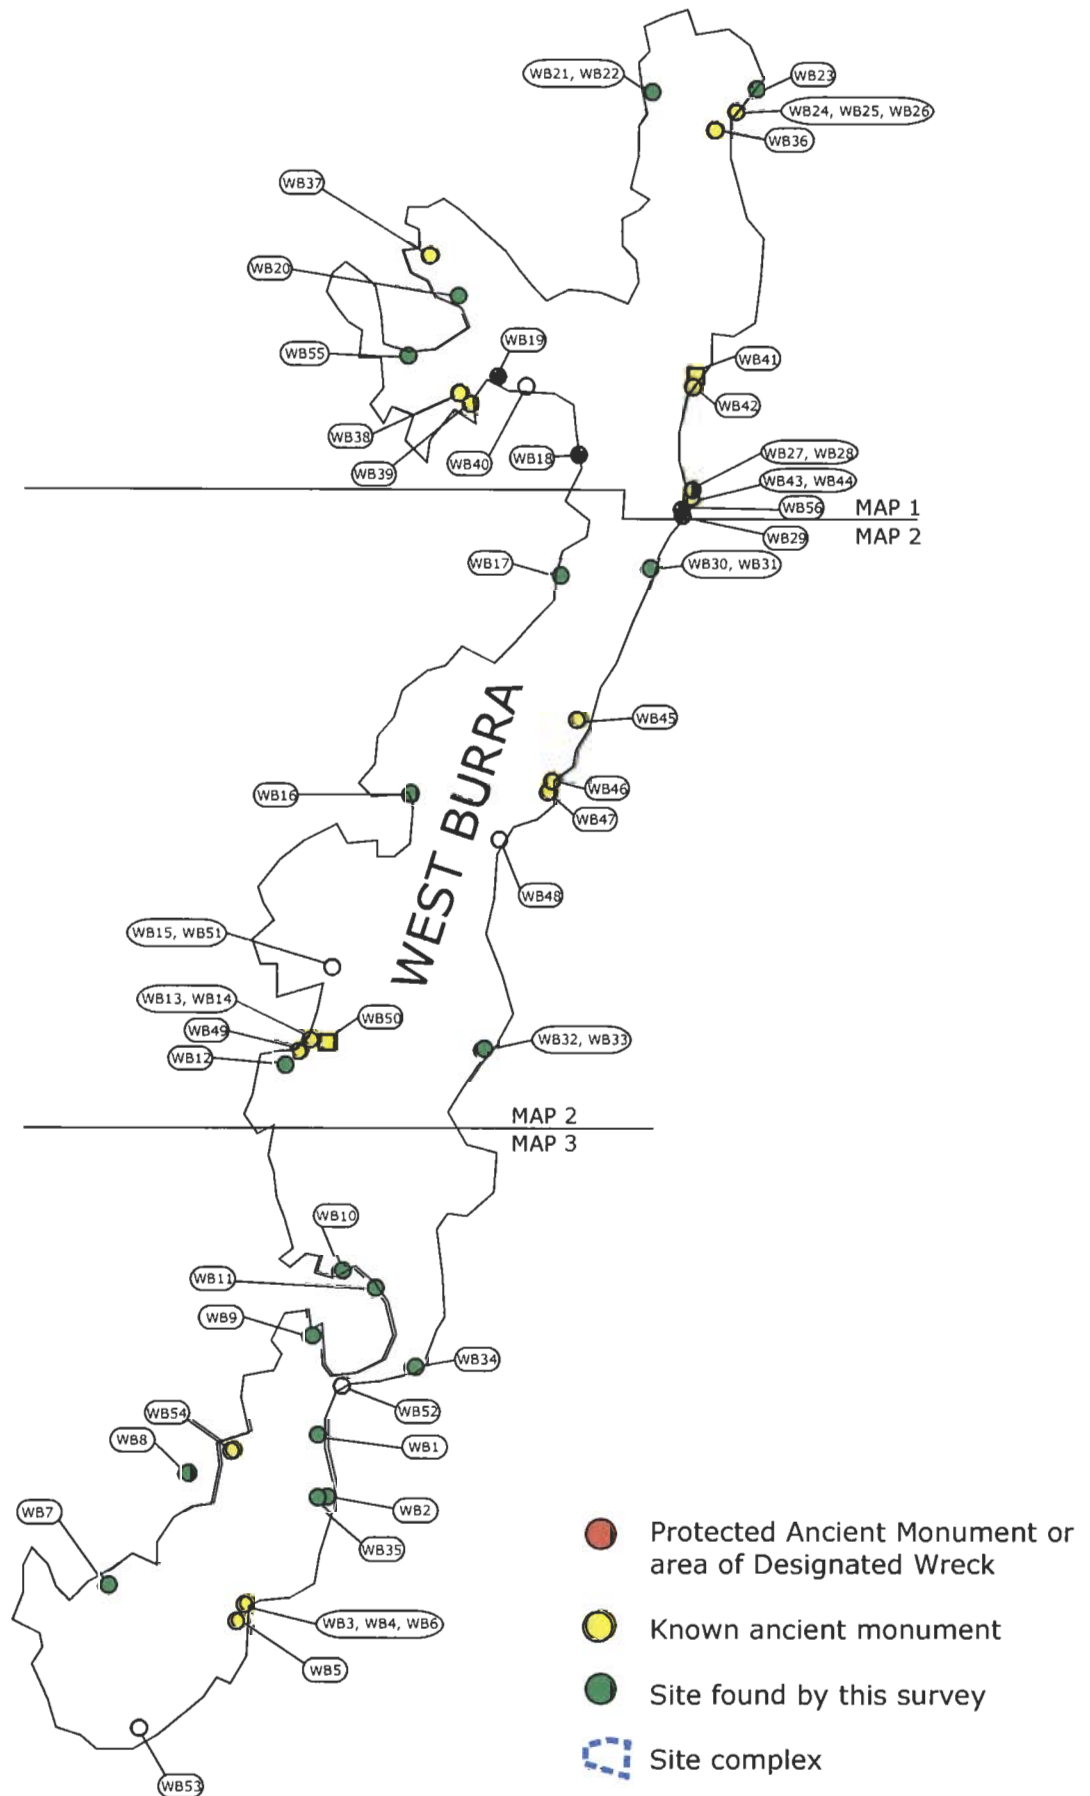 WB21, WB22
WB23
WB24, WB25, WB26
WB36
WB37
WB20
WB55
WB19
WB41
WB42
WB38
WB39
WB40
WB18
WB27, WB28
WB43, WB44
WB56
MAP 1
MAP 2
WB29
WB17
WB30, WB31
WEST BURRA
WB45
WB16
WB46
WB47
WB48
WB15, WB51
WB13, WB14
WB49
WB50
WB12
WB32, WB33
MAP 2
MAP 3
WB10
WB11
WB9
WB34
WB52
WB54
WB8
WB1
WB7
WB2
WB35
WB3, WB4, WB6
WB5
WB53
Protected Ancient Monument or
area of Designated Wreck
Known ancient monument
Site found by this survey
Site complex